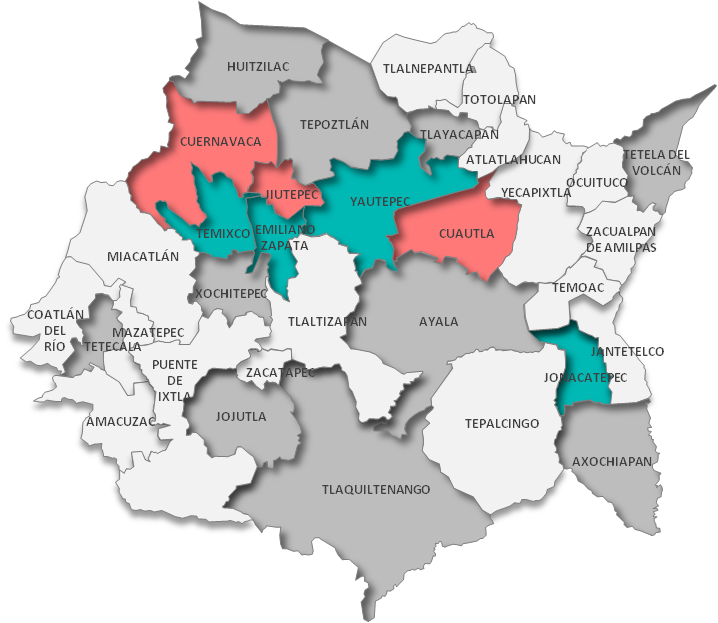 HUITZILAC
TLALNEPANTLA
TOTOLAPAN
TEPOZTLÁN
TLAYACAPAN
CUERNAVACA
ATLATLAHUCAN
TETELA DEL
VOLCÁN
OCUITUCO
YECAPIXTLA
JIUTEPEC
YAUTEPEC
TEMIXCO
EMILIANO
ZAPATA
CUAUTLA
ZACUALPAN
DE AMILPAS
MIACATLÁN
XOCHITEPEC
TEMOAC
COATLÁN
DEL
RÍO
MAZATEPEC
TETECALA
TLALTIZAPÁN
AYALA
JANTETELCO
PUENTE
DE
IXTLA
ZACATAPEC
JONACATEPEC
AMACUZAC
JOJUTLA
TEPALCINGO
AXOCHIAPAN
TLAQUILTENANGO